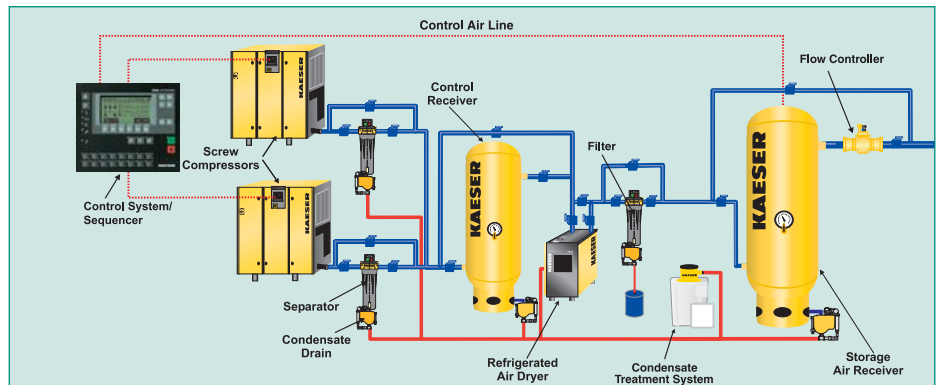 Control Air Line
Flow Controller
Control
Receiver
KAESER
Screw
Compressors
Filter
KAESER
KAESER
KAESER
Control System/
Sequencer
KAESER
KAESER
Separator
Condensate
Drain
Refrigerated
Air Dryer
Condensate
Treatment System
Storage
Air Receiver